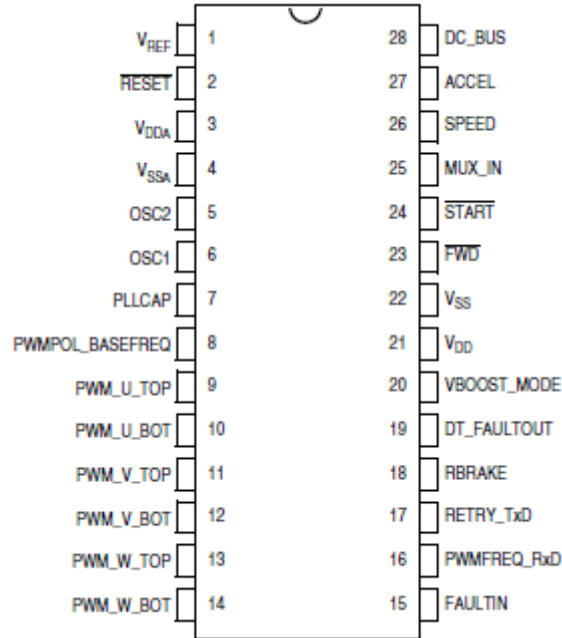 VREF 1 28 DC_BUS
RESET 2 27 ACCEL
VDDA 3 26 SPEED
VSSA 4 25 MUX_IN
OSC2 5 24 START
OSC1 6 23 FWD
PLLCAP 7 22 VSS
PWMPOL_BASEFREQ 8 21 VDD
PWM_U_TOP 9 20 VBOOST_MODE
PWM_U_BOT 10 19 DT_FAULTOUT
PWM_V_TOP 11 18 RBRAKE
PWM_V_BOT 12 17 RETRY_TxD
PWM_W_TOP 13 16 PWMFREQ_RxD
PWM_W_BOT 14 15 FAULTIN